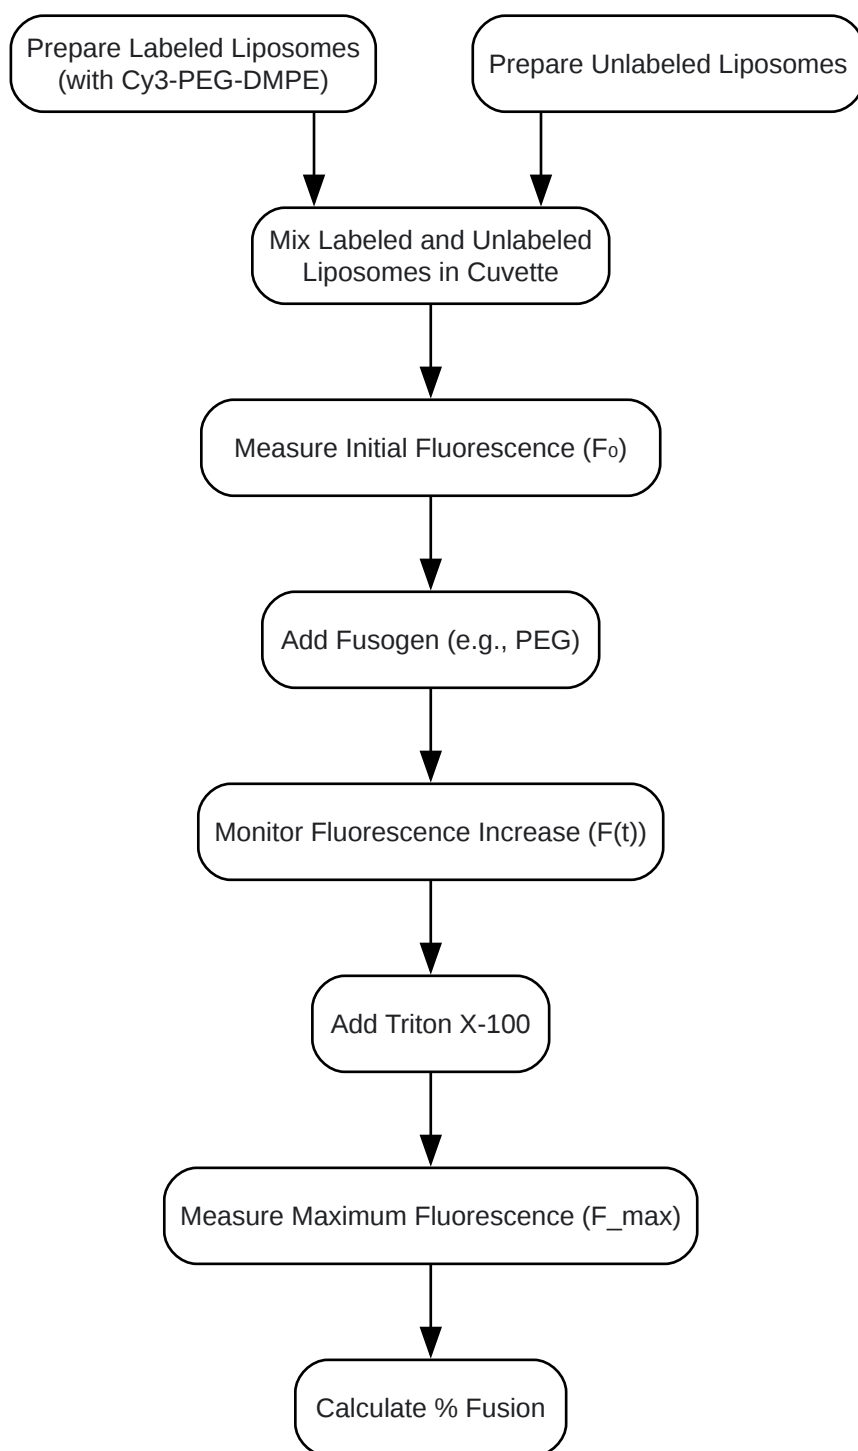 Prepare Labeled Liposomes
(with Cy3-PEG-DMPE)
Prepare Unlabeled Liposomes
Mix Labeled and Unlabeled
Liposomes in Cuvette
Measure Initial Fluorescence (F₀)
Add Fusogen (e.g., PEG)
Monitor Fluorescence Increase (F(t))
Add Triton X-100
Measure Maximum Fluorescence (F_max)
Calculate % Fusion